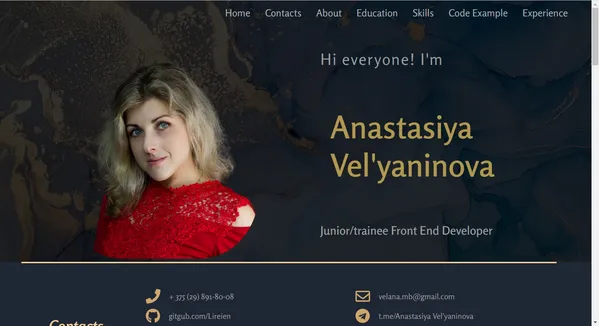 Home Contacts About Education Skills Code Example Experience
Hi everyone! I'm
Anastasiya
Vel'yaninova
Junior/trainee Front End Developer
+ 375 (29) 891-80-08 velana.mb@gmail.com
gitgub.com/Lireien t.me/Anastasiya Vel'yaninova
Contacts